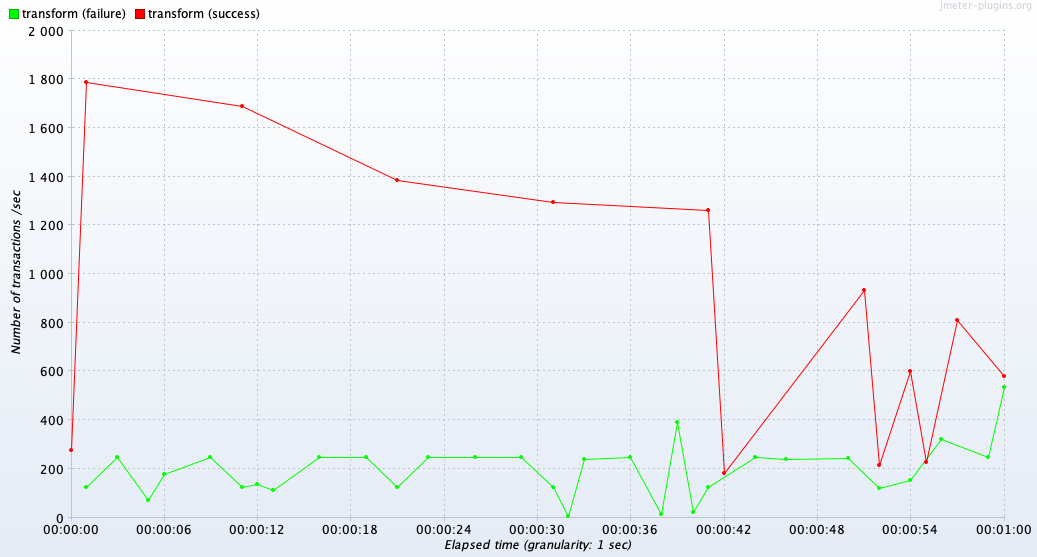 jmeter-plugins.org
transform (failure) transform (success)
2 000
1 800
1 600
1 400
1 200
1 000
800
600
400
200
0
Number of transactions /sec
00:00:00 00:00:06 00:00:12 00:00:18 00:00:24 00:00:30 00:00:36 00:00:42 00:00:48 00:00:54 00:01:00
Elapsed time (granularity: 1 sec)